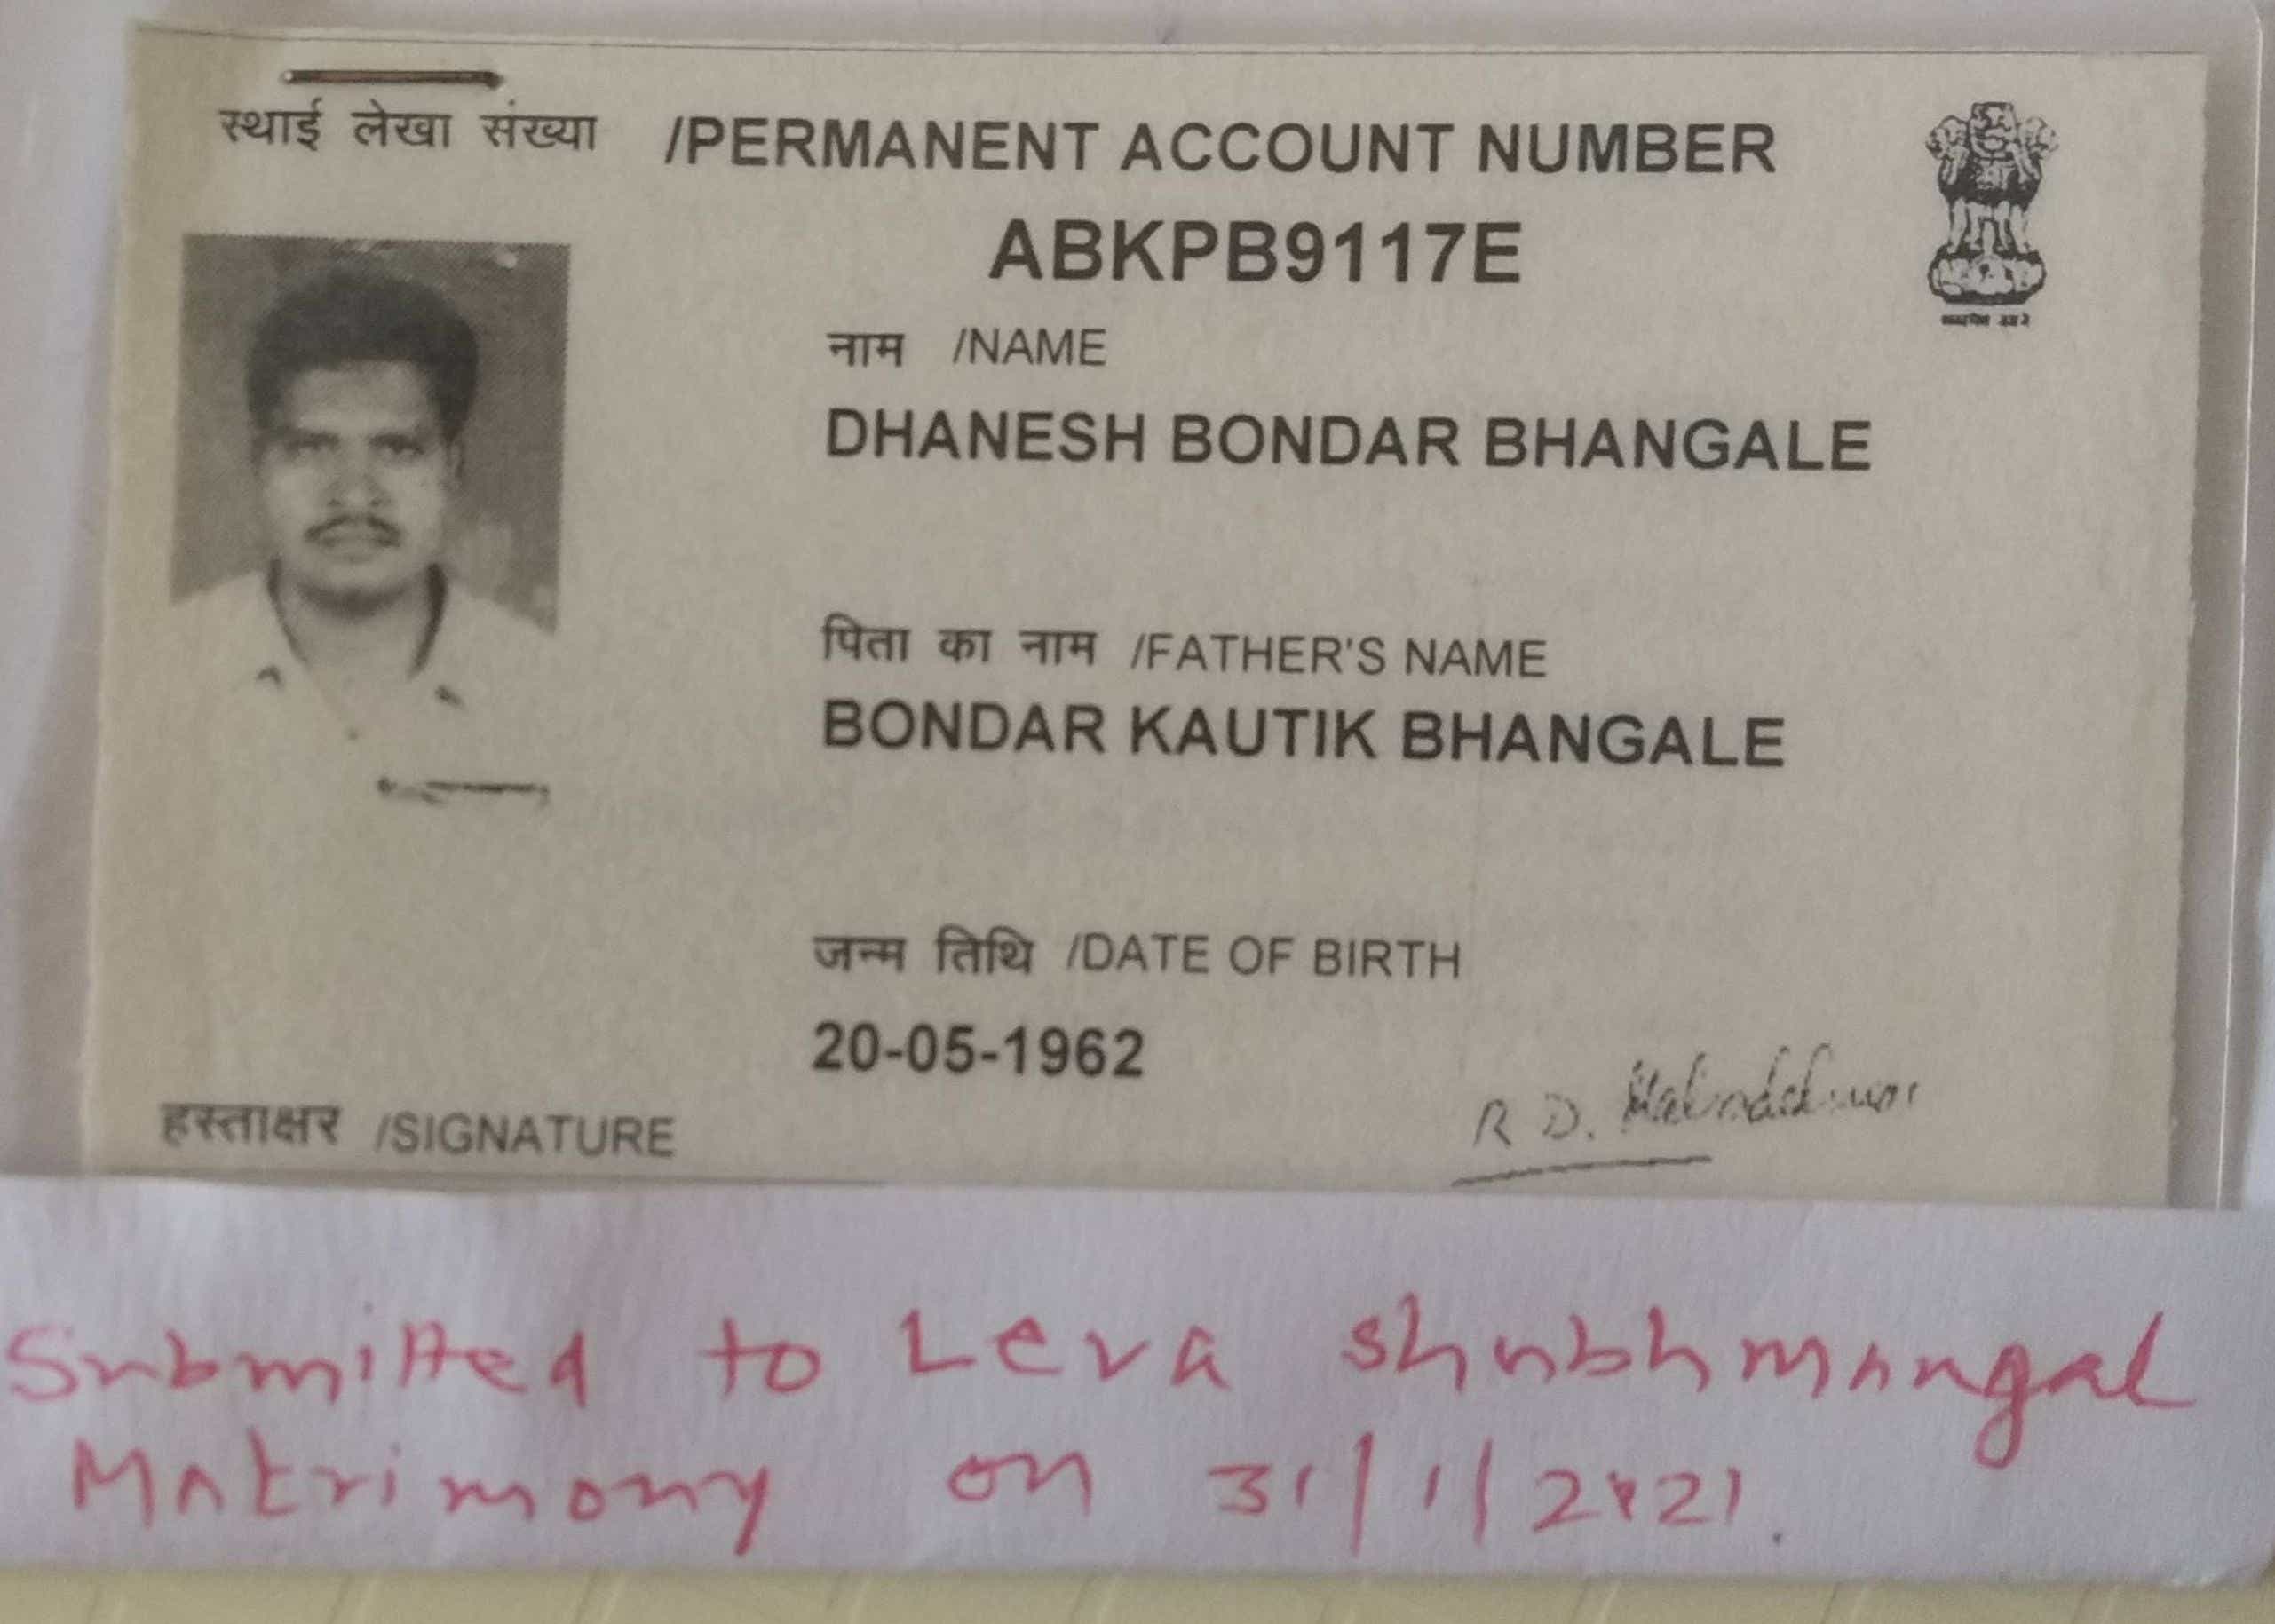 स्थाई लेखा संख्या /PERMANENT ACCOUNT NUMBER
ABKPB9117E
नाम /NAME
DHANESH BONDAR BHANGALE
पिता का नाम /FATHER'S NAME
BONDAR KAUTIK BHANGALE
जन्म तिथि /DATE OF BIRTH
20-05-1962
हस्ताक्षर /SIGNATURE
R D.
Submitted to Leva shubhmangal
Matrimony on 31/1/2021.